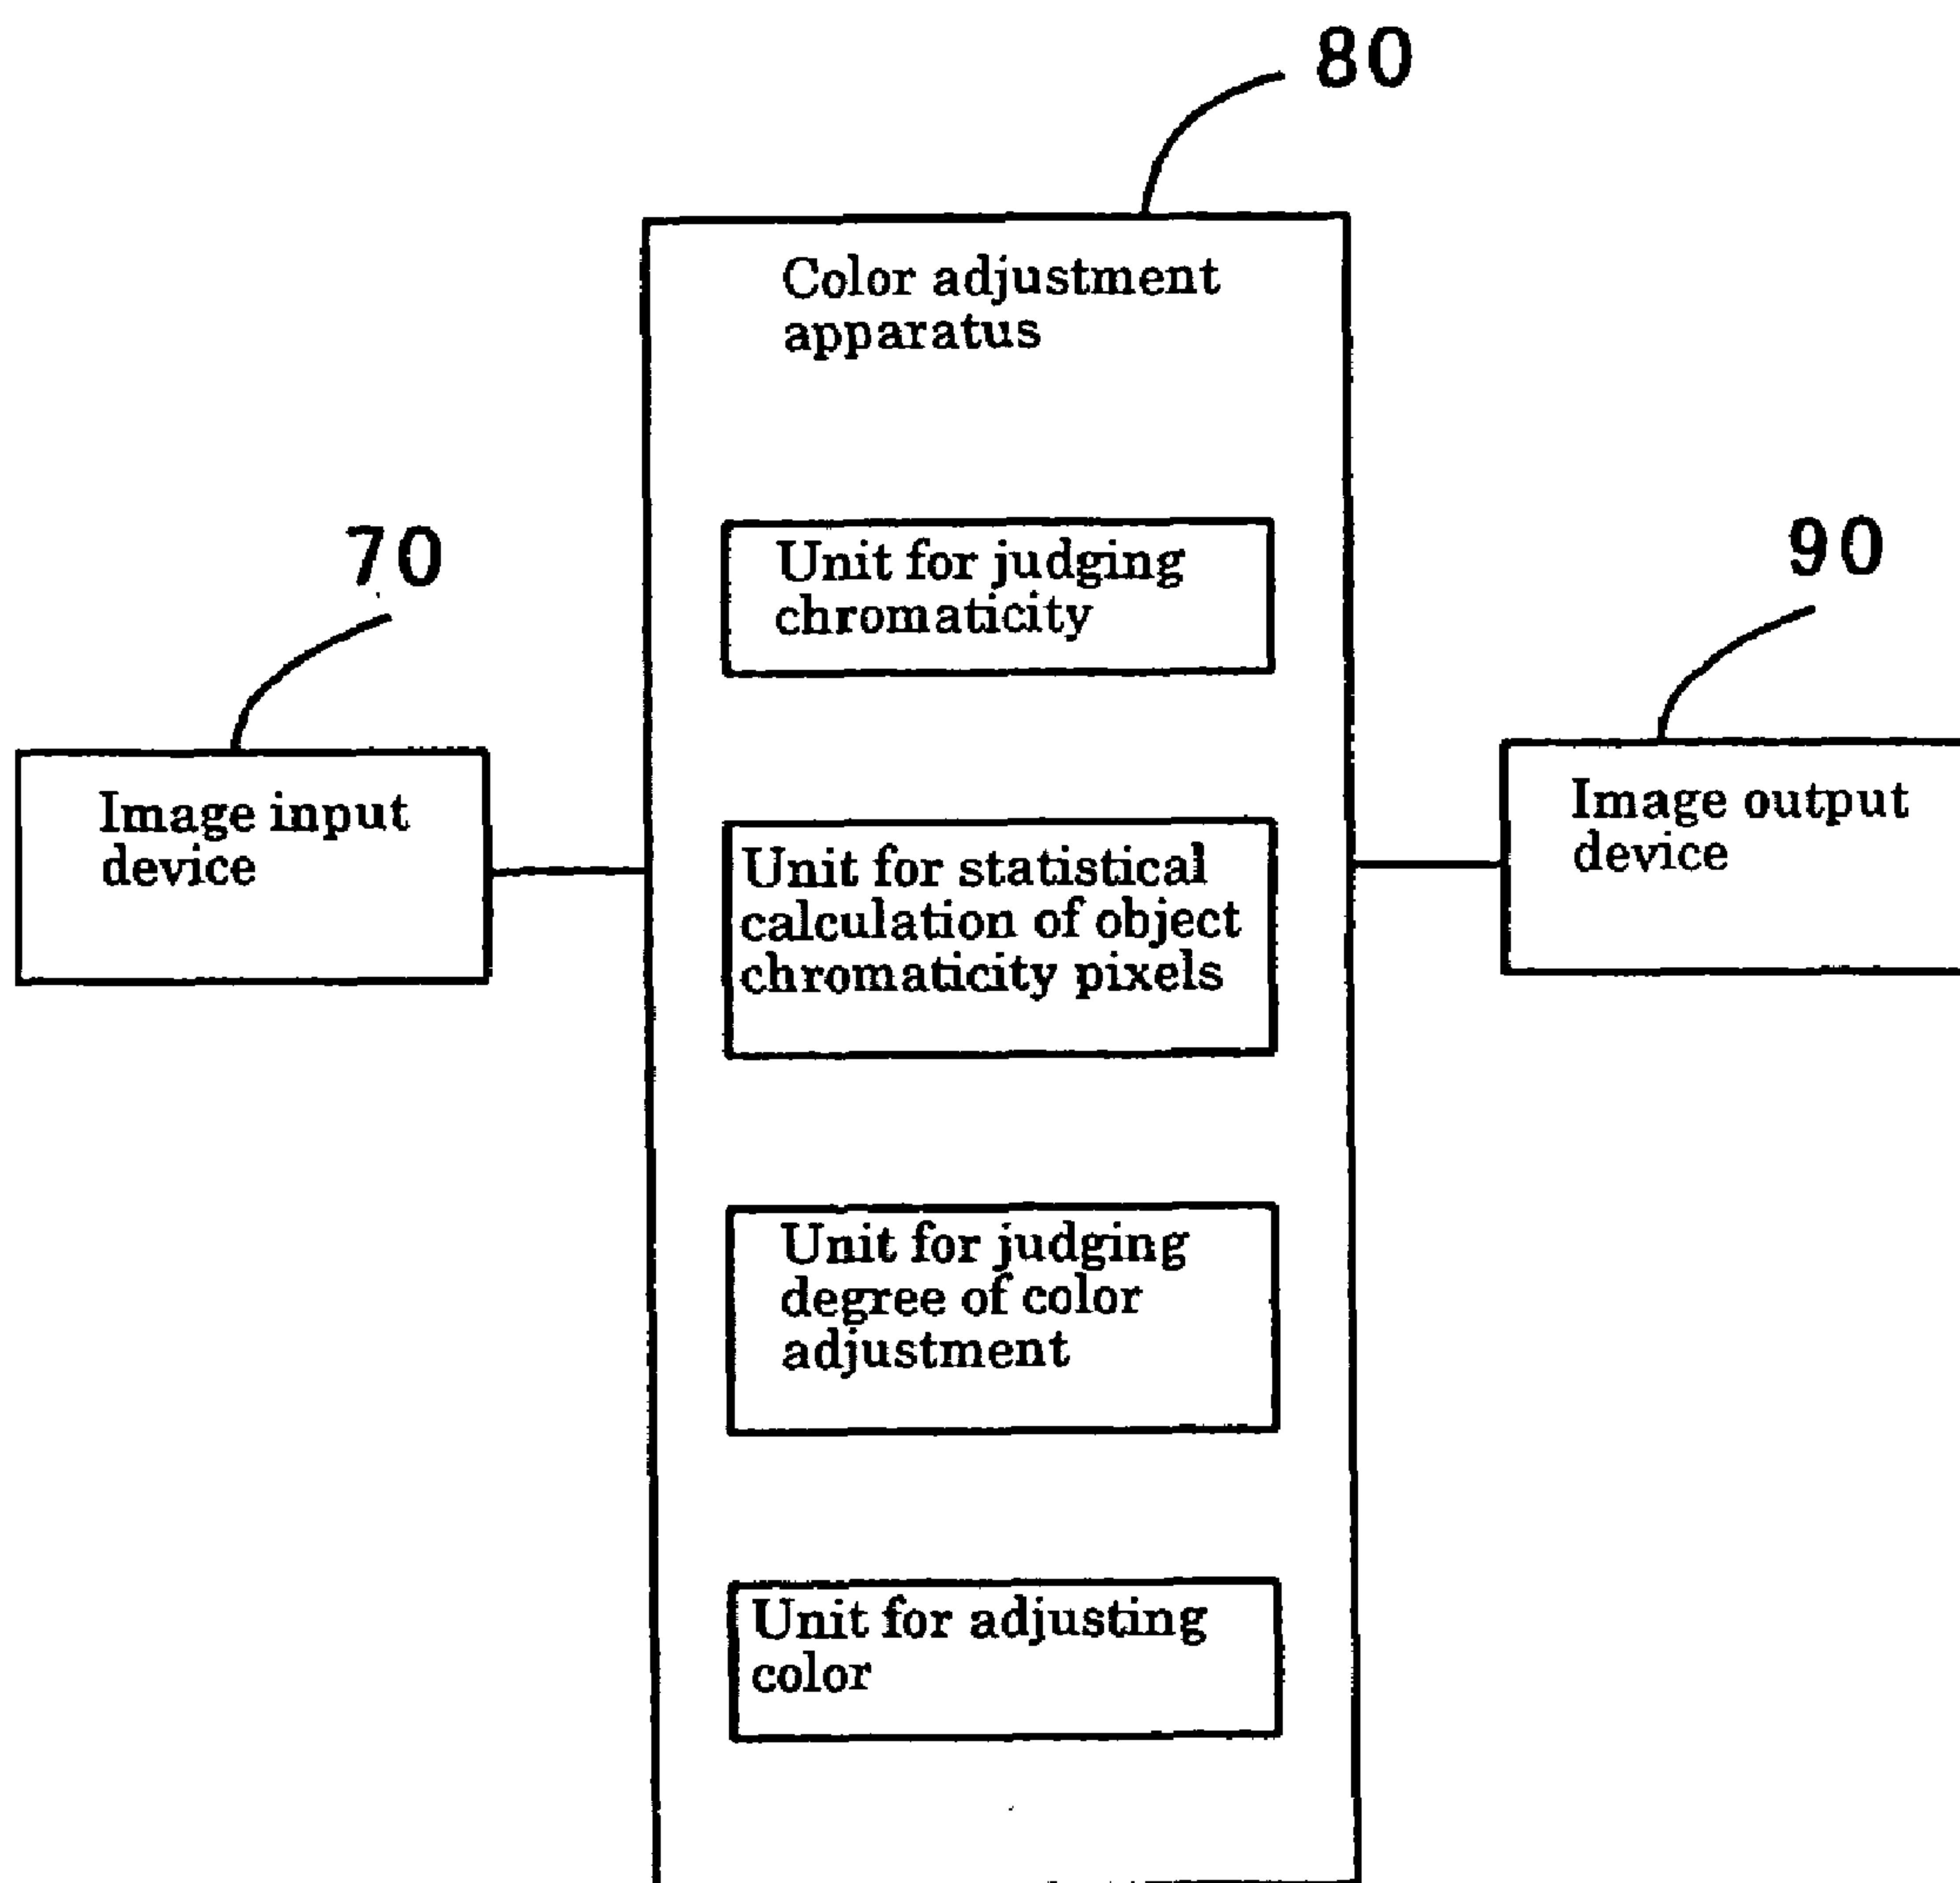 80
Color adjustment
apparatus
Unit for judging
chromaticity
70
90
Image input
device
Image output
device
Unit for statistical
calculation of object
chromaticity pixels
Unit for judging
degree of color
adjustment
Unit for adjusting
color